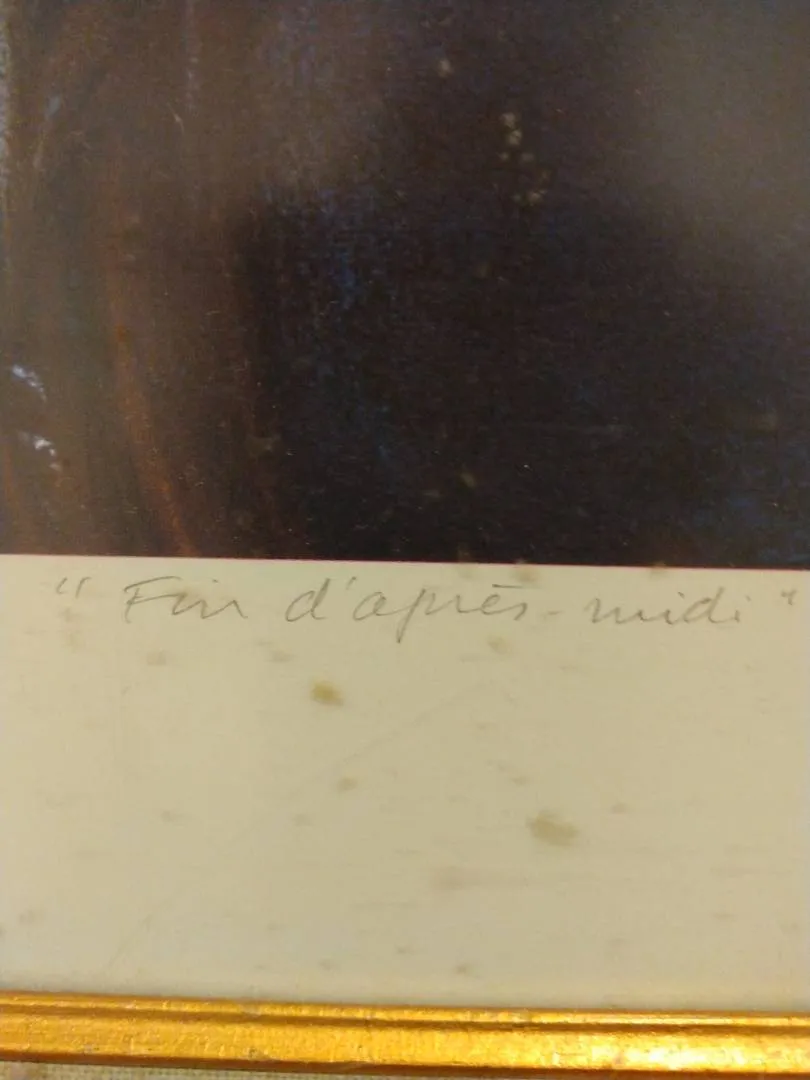 " Fin d'après-midi "